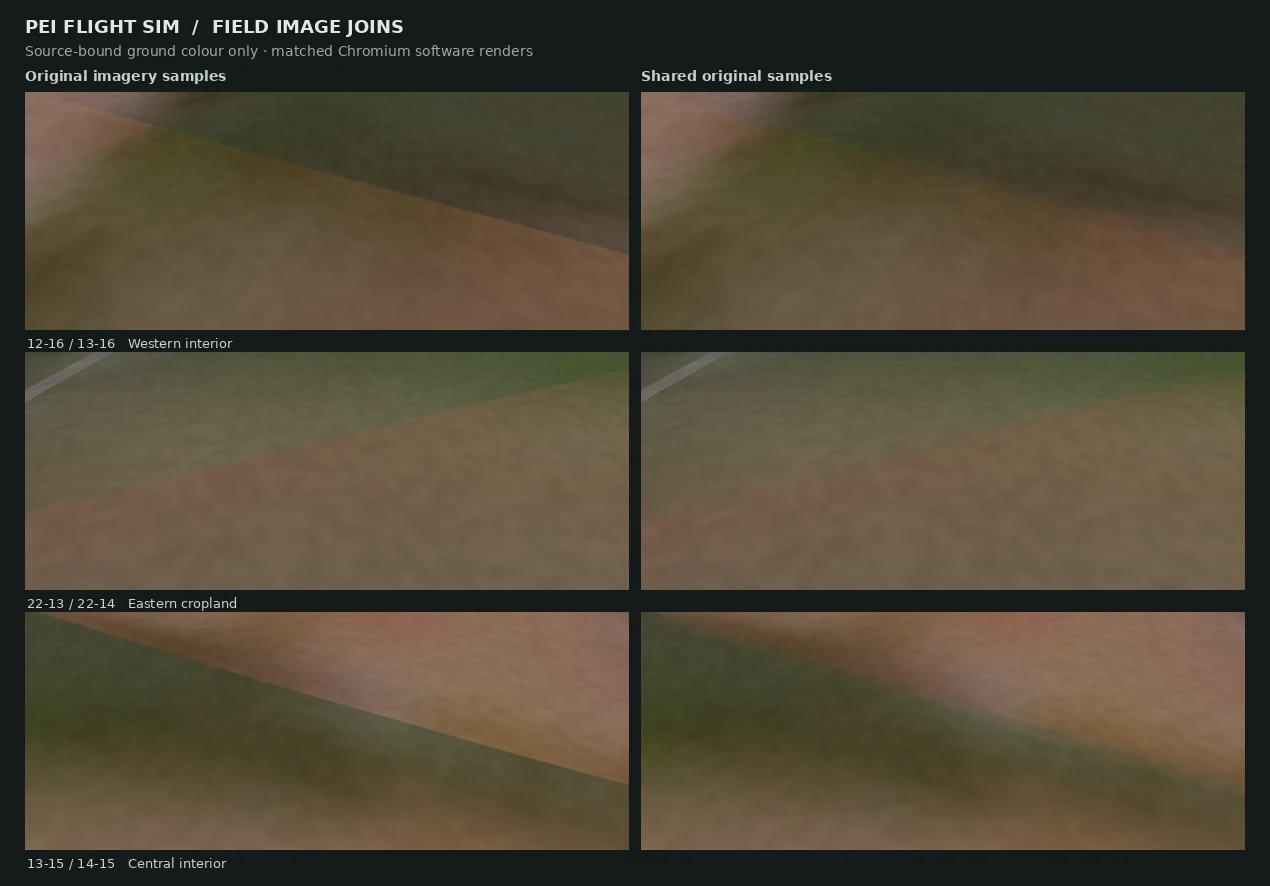 PEI FLIGHT SIM / FIELD IMAGE JOINS
Source-bound ground colour only · matched Chromium software renders
Original imagery samples
Shared original samples
12-16 / 13-16 Western interior
22-13 / 22-14 Eastern cropland
13-15 / 14-15 Central interior